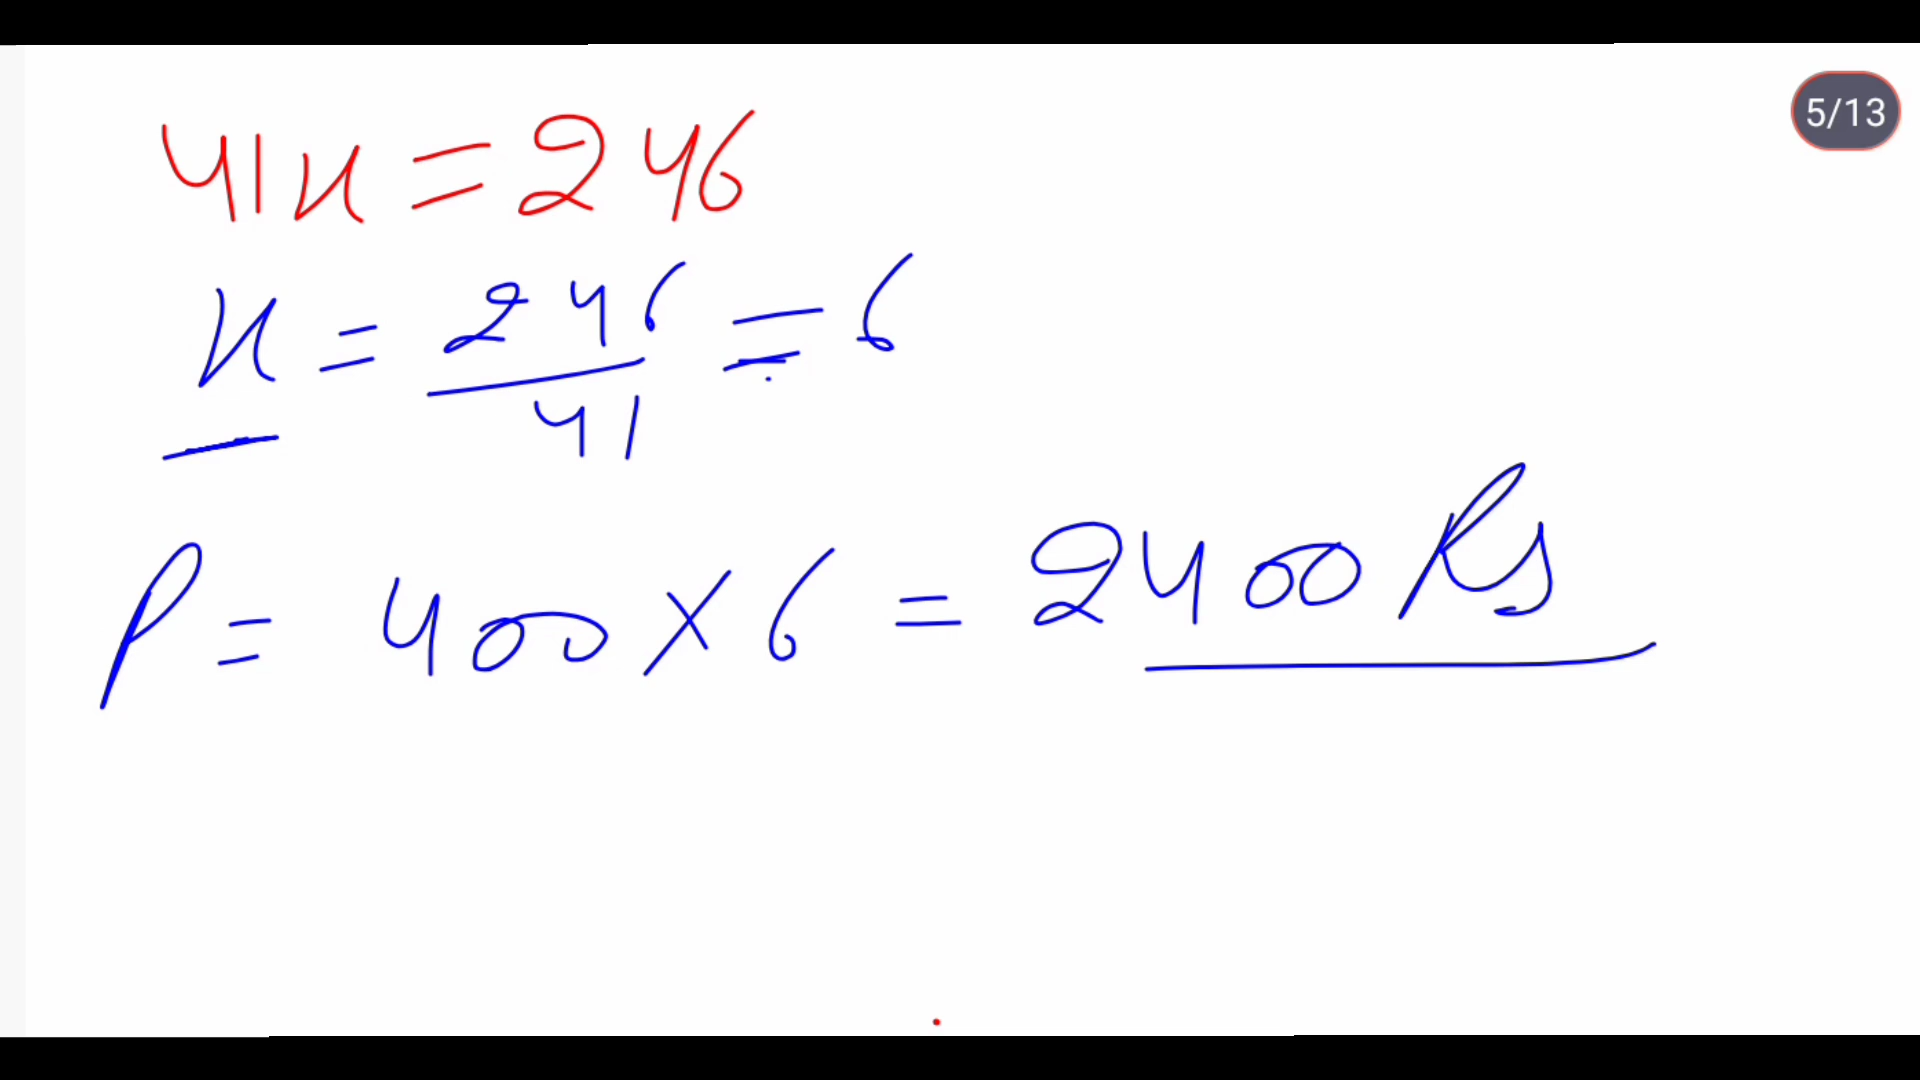 5/13
41x = 246
x = 246/41 = 6
P = 400 × 6 = 2400 Rs